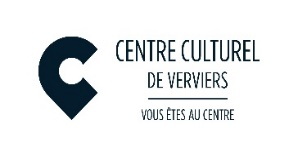 CENTRE CULTUREL
DE VERVIERS
VOUS ÊTES AU CENTRE